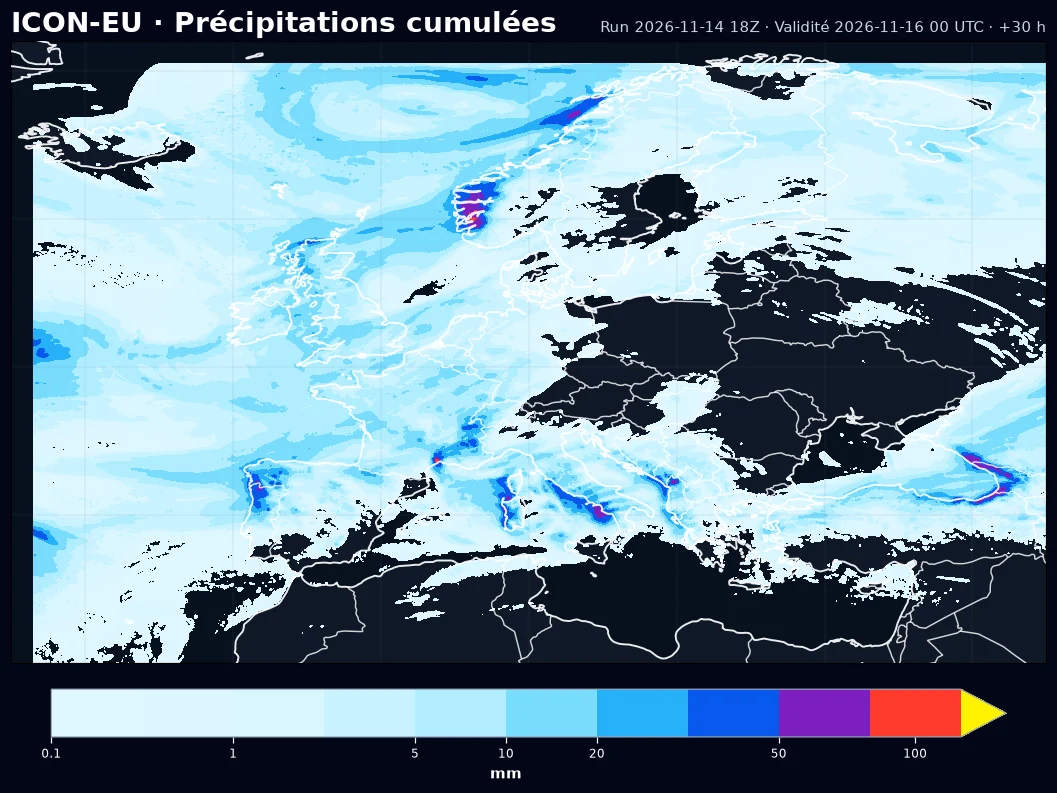 ICON-EU · Précipitations cumulées
Run 2026-11-14 18Z · Validité 2026-11-16 00 UTC · +30 h
0.1 1 5 10 20 50 100
mm